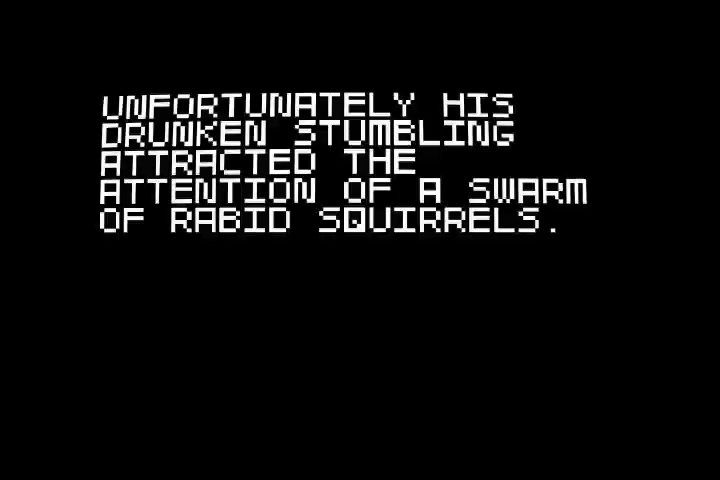 UNFORTUNATELY HIS
DRUNKEN STUMBLING
ATTRACTED THE
ATTENTION OF A SWARM
OF RABID SQUIRRELS.